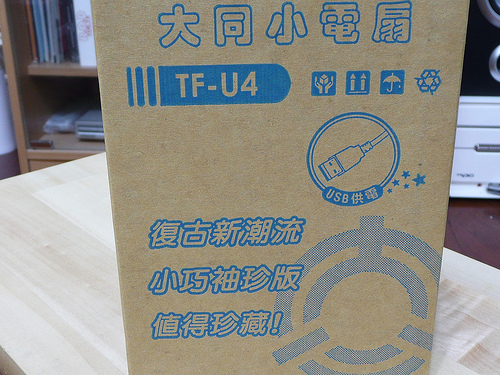 大同小電扇
TF-U4
USB供電
復古新潮流
小巧袖珍版
值得珍藏!